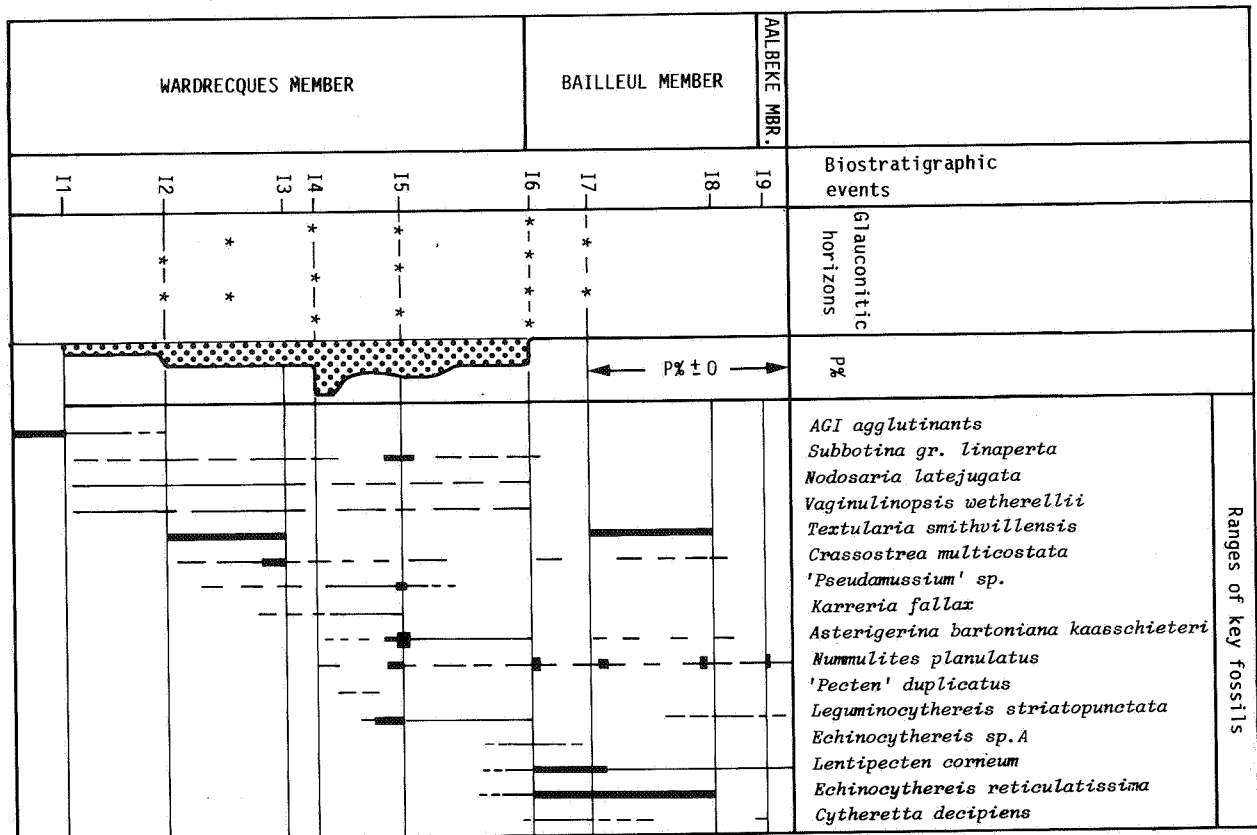 WARDRECQUES MEMBER
BAILLEUL MEMBER
AALBEKE MBR.
I1
I2
I3
I4
I5
I6
I7
I8
I9
Biostratigraphic
events
Glauconitic
horizons
P% ± 0
P%
AGI agglutinants
Subbotina gr. linaperta
Nodosaria latejugata
Vaginulinopsis wetherellii
Textularia smithvillensis
Crassostrea multicostata
'Pseudamussium' sp.
Karreria fallax
Asterigerina bartoniana kaasschieteri
Nummulites planulatus
'Pecten' duplicatus
Leguminocythereis striatopunctata
Echinocythereis sp.A
Lentipecten corneum
Echinocythereis reticulatissima
Cytheretta decipiens
Ranges of key fossils